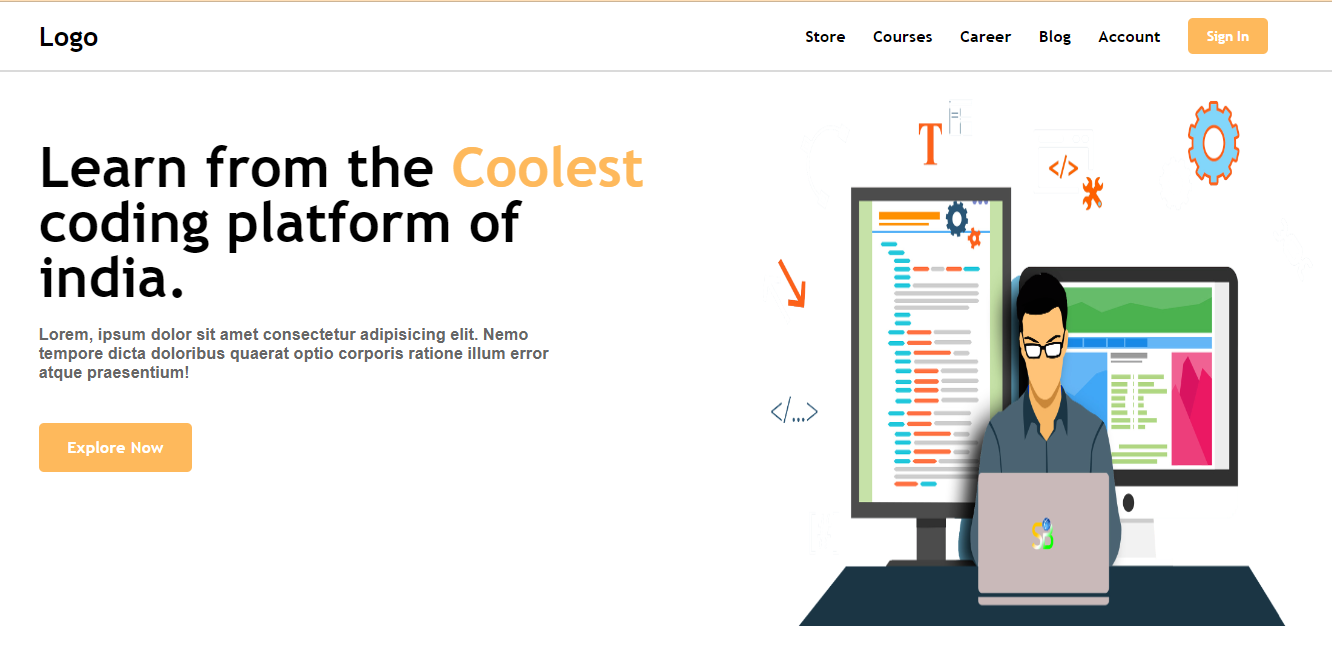 Logo
Store Courses Career Blog Account Sign In
Learn from the Coolest
coding platform of
india.
Lorem, ipsum dolor sit amet consectetur adipisicing elit. Nemo
tempore dicta doloribus quaerat optio corporis ratione illum error
atque praesentium!
Explore Now
T
</>
</...>
SB